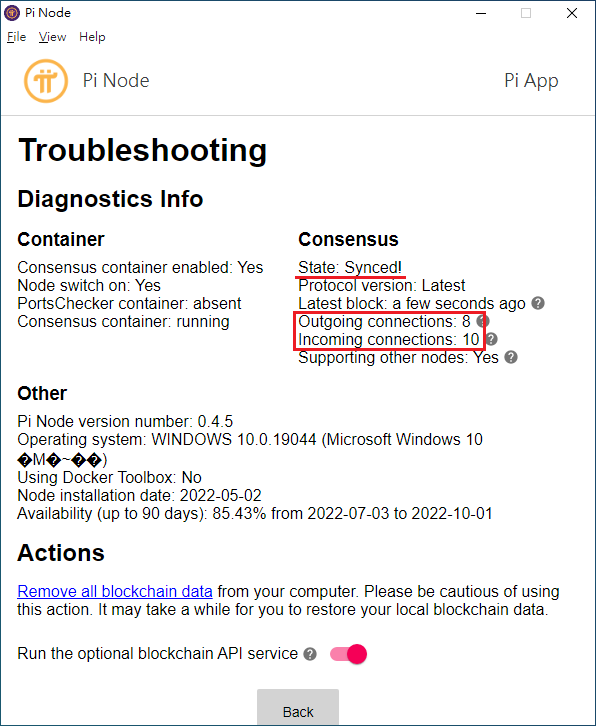 Pi Node
File View Help
Pi Node
Pi App
Troubleshooting
Diagnostics Info
Container
Consensus container enabled: Yes
Node switch on: Yes
PortsChecker container: absent
Consensus container: running
Consensus
State: Synced!
Protocol version: Latest
Latest block: a few seconds ago ?
Outgoing connections: 8 ?
Incoming connections: 10 ?
Supporting other nodes: Yes ?
Other
Pi Node version number: 0.4.5
Operating system: WINDOWS 10.0.19044 (Microsoft Windows 10
�M�~��)
Using Docker Toolbox: No
Node installation date: 2022-05-02
Availability (up to 90 days): 85.43% from 2022-07-03 to 2022-10-01
Actions
Remove all blockchain data from your computer. Please be cautious of using
this action. It may take a while for you to restore your local blockchain data.
Run the optional blockchain API service ?
Back